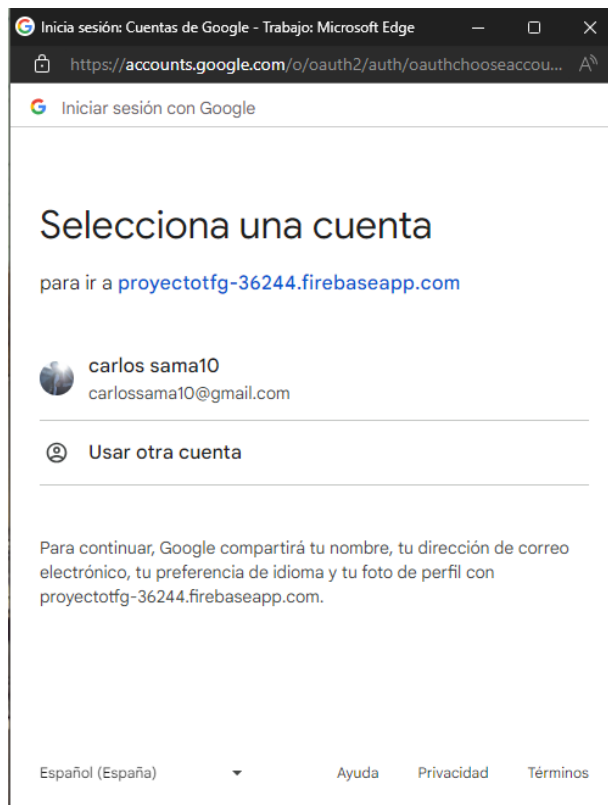 Inicia sesión: Cuentas de Google - Trabajo: Microsoft Edge
https://accounts.google.com/o/oauth2/auth/oauthchooseaccou...
Iniciar sesión con Google
Selecciona una cuenta
para ir a proyectotfg-36244.firebaseapp.com
carlos sama10
carlossama10@gmail.com
Usar otra cuenta
Para continuar, Google compartirá tu nombre, tu dirección de correo
electrónico, tu preferencia de idioma y tu foto de perfil con
proyectotfg-36244.firebaseapp.com.
Español (España) Ayuda Privacidad Términos